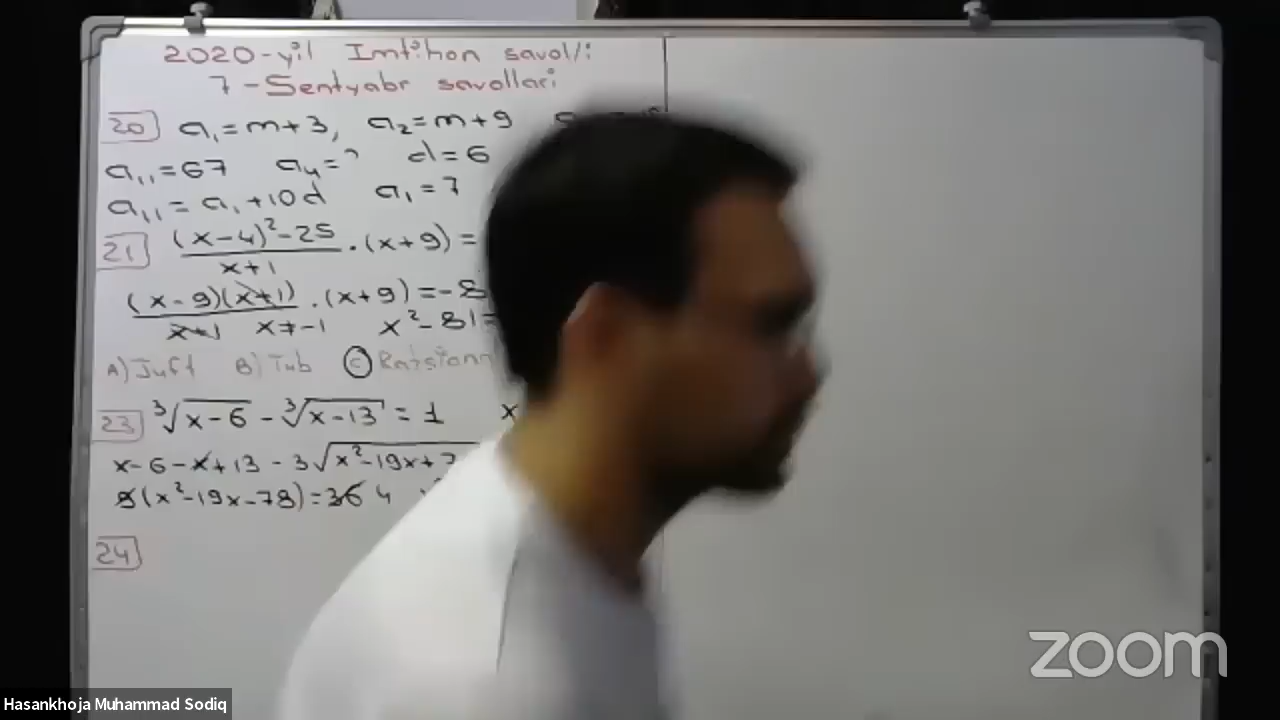 2020-yil Imtihon savol/i
7-Sentyabr savollari
20) a₁=m+3, a₂=m+9
a₁₁=67 a₄=? d=6
a₁₁=a₁+10d a₁=7
21) (x-4)²-25/x+1 ·(x+9)=
(x-9)(x+1)/x+1 ·(x+9)=-8
x≠-1 x²-81=
A) Juft B) Tub C) Ratsion
23) ³√x-6 - ³√x-13 = 1 x
x-6-x+13-3√x²-19x+7
9(x²-19x-78)=36 4
24)
zoom
Hasankhoja Muhammad Sodiq